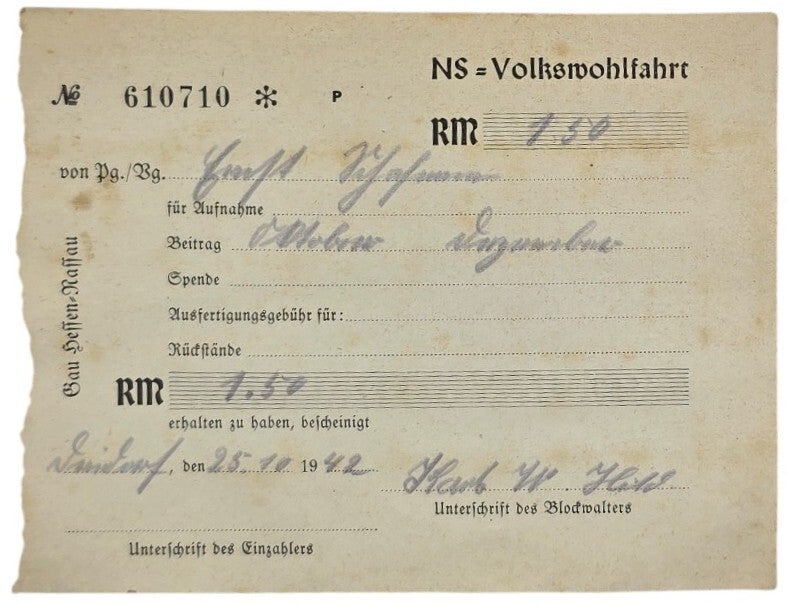 NS=Volkswohlfahrt
№ 610710 * P
RM 1.50
von Pg./Vg. Ernst
für Aufnahme
Beitrag Oktober Dezember
Spende
Ausfertigungsgebühr für:
Rückstände
Gau Hessen-Nassau
RM 1.50
erhalten zu haben, bescheinigt
, den 25.10 1942
Karl W.
Unterschrift des Blockwalters
Unterschrift des Einzahlers